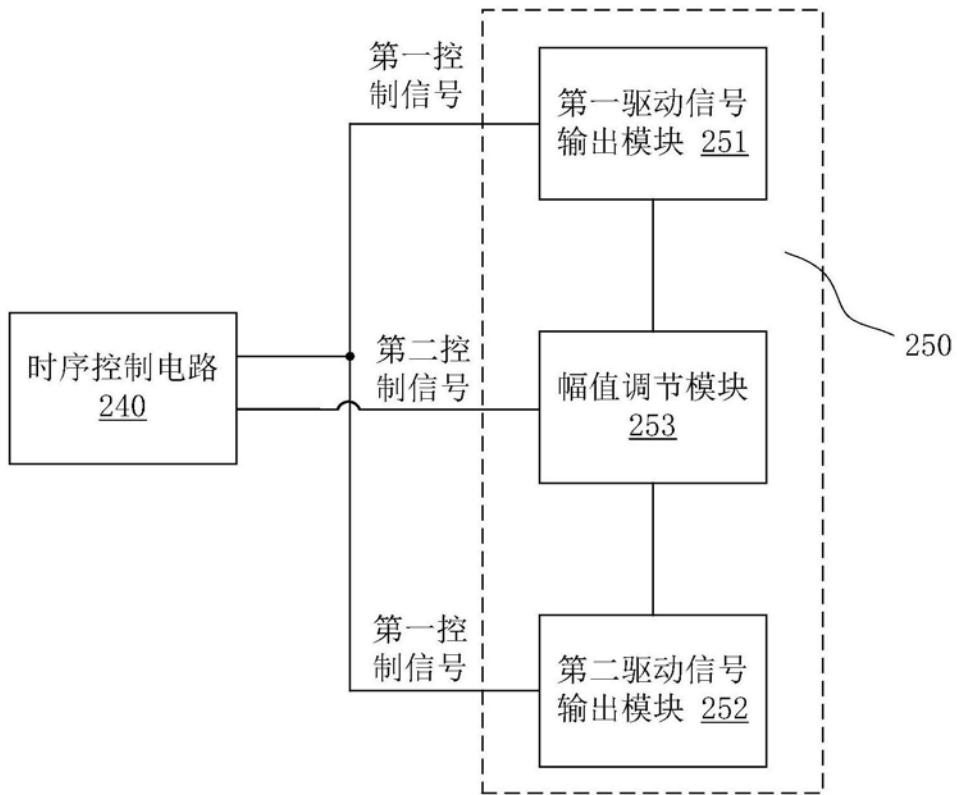 第一控
制信号
第一驱动信号
输出模块 251
时序控制电路
240
第二控
制信号
幅值调节模块
253
250
第一控
制信号
第二驱动信号
输出模块 252